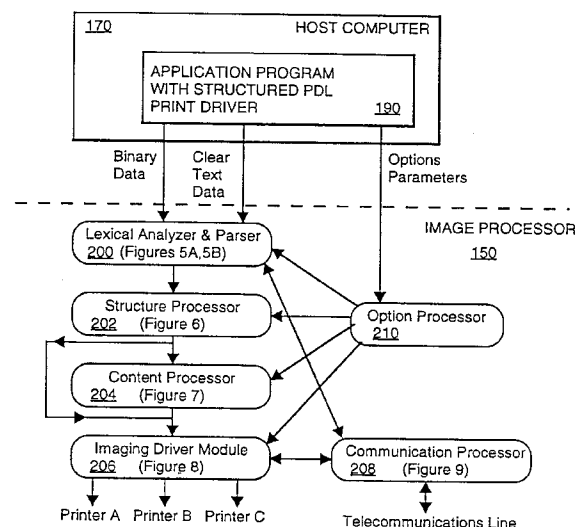 170
HOST COMPUTER
APPLICATION PROGRAM
WITH STRUCTURED PDL
PRINT DRIVER
190
Binary
Data
Clear
Text
Data
Options
Parameters
IMAGE PROCESSOR
150
Lexical Analyzer & Parser
200 (Figures 5A,5B)
Structure Processor
202 (Figure 6)
Option Processor
210
Content Processor
204 (Figure 7)
Imaging Driver Module
206 (Figure 8)
Communication Processor
208 (Figure 9)
Printer A Printer B Printer C
Telecommunications Line